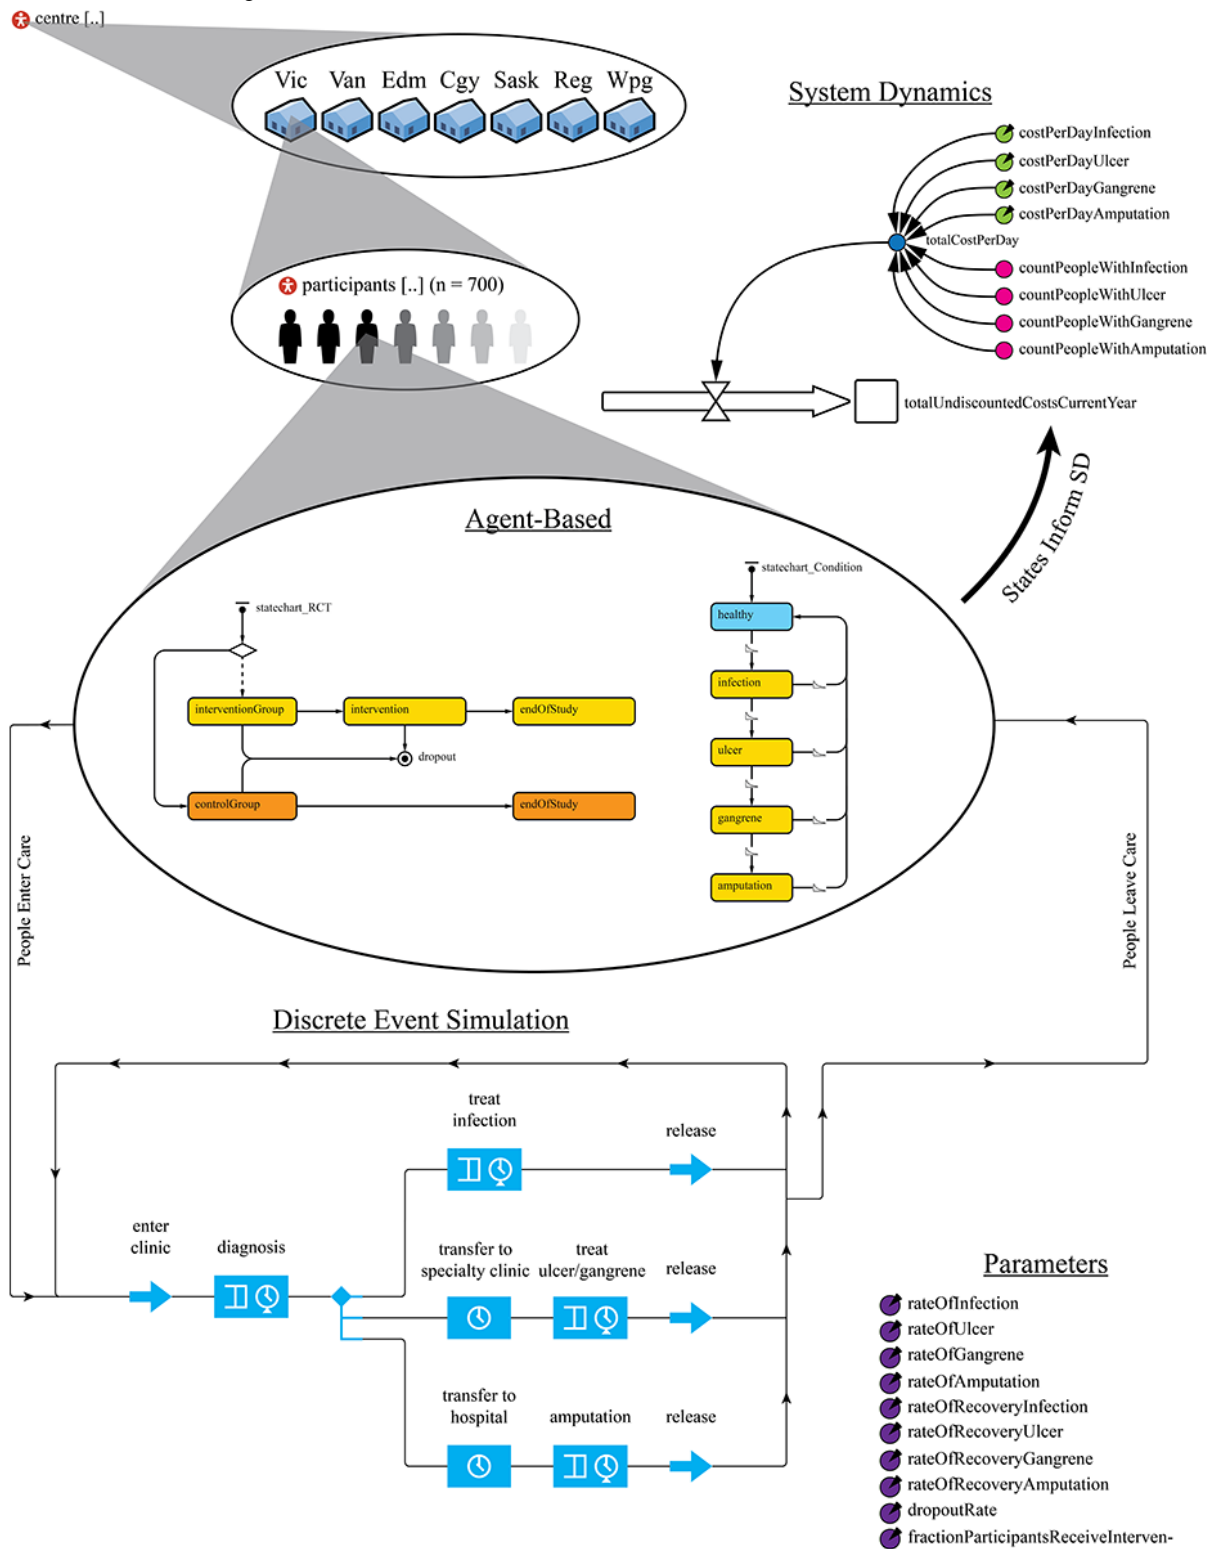 centre [..]
Vic Van Edm Cgy Sask Reg Wpg
System Dynamics
costPerDayInfection
costPerDayUlcer
costPerDayGangrene
costPerDayAmputation
totalCostPerDay
countPeopleWithInfection
countPeopleWithUlcer
countPeopleWithGangrene
countPeopleWithAmputation
totalUndiscountedCostsCurrentYear
participants [..] (n = 700)
States Inform SD
Agent-Based
statechart_RCT
interventionGroup
intervention
endOfStudy
dropout
controlGroup
endOfStudy
statechart_Condition
healthy
infection
ulcer
gangrene
amputation
People Enter Care
People Leave Care
Discrete Event Simulation
treat
infection
release
enter
clinic
diagnosis
transfer to
specialty clinic
treat
ulcer/gangrene
release
transfer to
hospital
amputation
release
Parameters
rateOfInfection
rateOfUlcer
rateOfGangrene
rateOfAmputation
rateOfRecoveryInfection
rateOfRecoveryUlcer
rateOfRecoveryGangrene
rateOfRecoveryAmputation
dropoutRate
fractionParticipantsReceiveInterven-